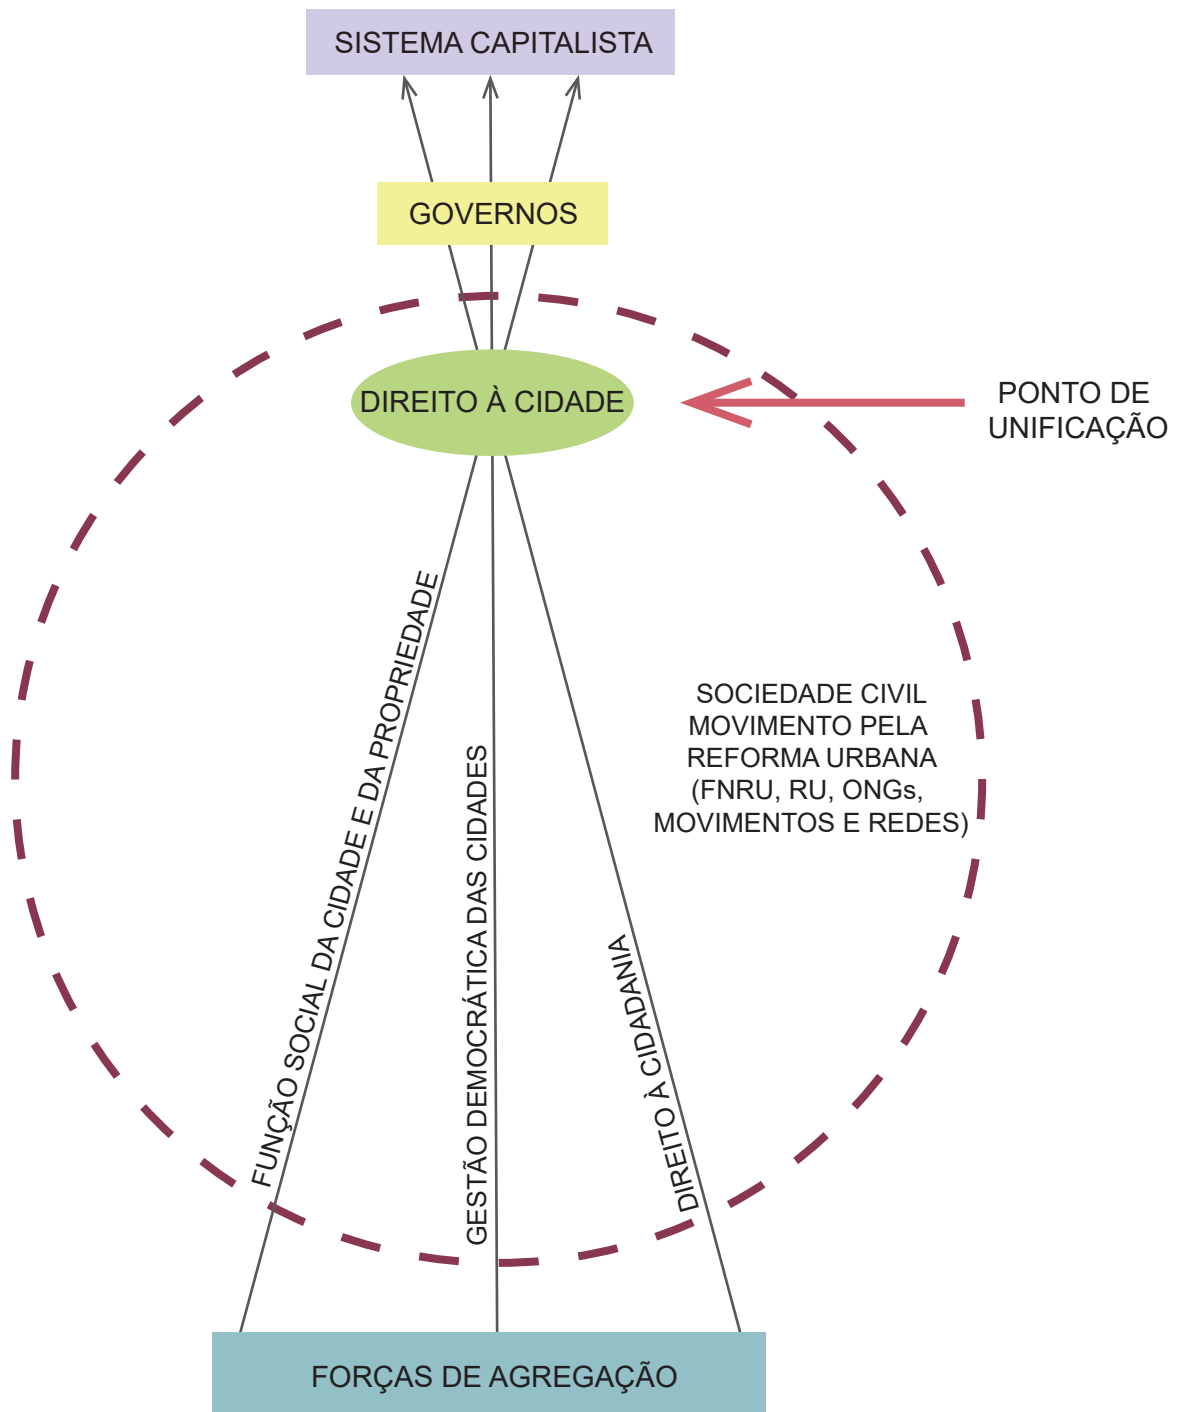 SISTEMA CAPITALISTA
GOVERNOS
DIREITO À CIDADE
PONTO DE
UNIFICAÇÃO
FUNÇÃO SOCIAL DA CIDADE E DA PROPRIEDADE
GESTÃO DEMOCRÁTICA DAS CIDADES
DIREITO À CIDADANIA
SOCIEDADE CIVIL
MOVIMENTO PELA
REFORMA URBANA
(FNRU, RU, ONGs,
MOVIMENTOS E REDES)
FORÇAS DE AGREGAÇÃO